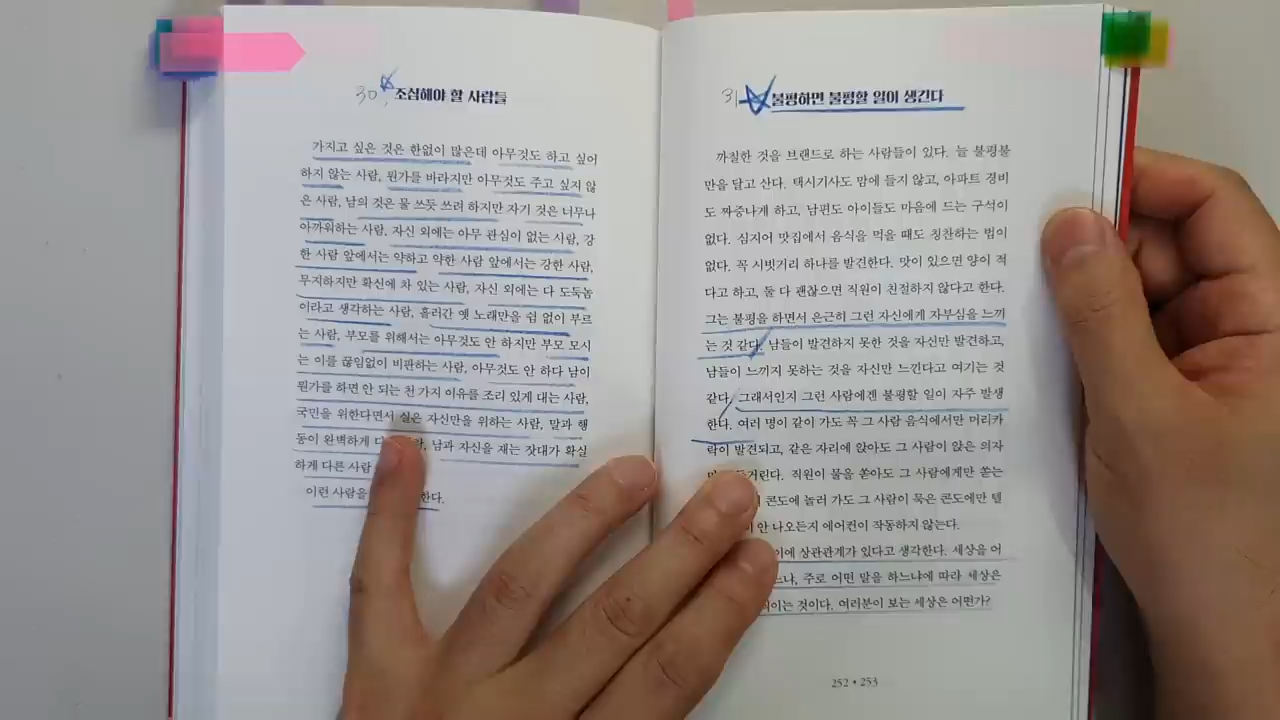 30, 조심해야 할 사람들
가지고 싶은 것은 한없이 많은데 아무것도 하고 싶어
하지 않는 사람, 뭔가를 바라지만 아무것도 주고 싶지 않
은 사람, 남의 것은 물 쓰듯 쓰려 하지만 자기 것은 너무나
아까워하는 사람, 자신 외에는 아무 관심이 없는 사람, 강
한 사람 앞에서는 약하고 약한 사람 앞에서는 강한 사람,
무지하지만 확신에 차 있는 사람, 자신 외에는 다 도둑놈
이라고 생각하는 사람, 흘러간 옛 노래만을 쉼 없이 부르
는 사람, 부모를 위해서는 아무것도 안 하지만 부모 모시
는 이를 끊임없이 비판하는 사람, 아무것도 안 하다 남이
뭔가를 하면 안 되는 천 가지 이유를 조리 있게 대는 사람,
국민을 위한다면서 실은 자신만을 위하는 사람, 말과 행
동이 완벽하게 남과 자신을 재는 잣대가 확실
하게 다른 사람
이런 사람을 한다.
31 불평하면 불평할 일이 생긴다
까칠한 것을 브랜드로 하는 사람들이 있다. 늘 불평불
만을 달고 산다. 택시기사도 맘에 들지 않고, 아파트 경비
도 짜증나게 하고, 남편도 아이들도 마음에 드는 구석이
없다. 심지어 맛집에서 음식을 먹을 때도 칭찬하는 법이
없다. 꼭 시빗거리 하나를 발견한다. 맛이 있으면 양이 적
다고 하고, 둘 다 괜찮으면 직원이 친절하지 않다고 한다.
그는 불평을 하면서 은근히 그런 자신에게 자부심을 느끼
는 것 같다. 남들이 발견하지 못한 것을 자신만 발견하고,
남들이 느끼지 못하는 것을 자신만 느낀다고 여기는 것
같다. 그래서인지 그런 사람에겐 불평할 일이 자주 발생
한다. 여러 명이 같이 가도 꼭 그 사람 음식에서만 머리카
락이 발견되고, 같은 자리에 앉아도 그 사람이 앉은 의자
직원이 물을 쏟아도 그 사람에게만 쏟는
콘도에 놀러 가도 그 사람이 묵은 콘도에만 텔
안 나오든지 에어컨이 작동하지 않는다.
상관관계가 있다고 생각한다. 세상을 어
주로 어떤 말을 하느냐에 따라 세상은
것이다. 여러분이 보는 세상은 어떤가?
252 • 253